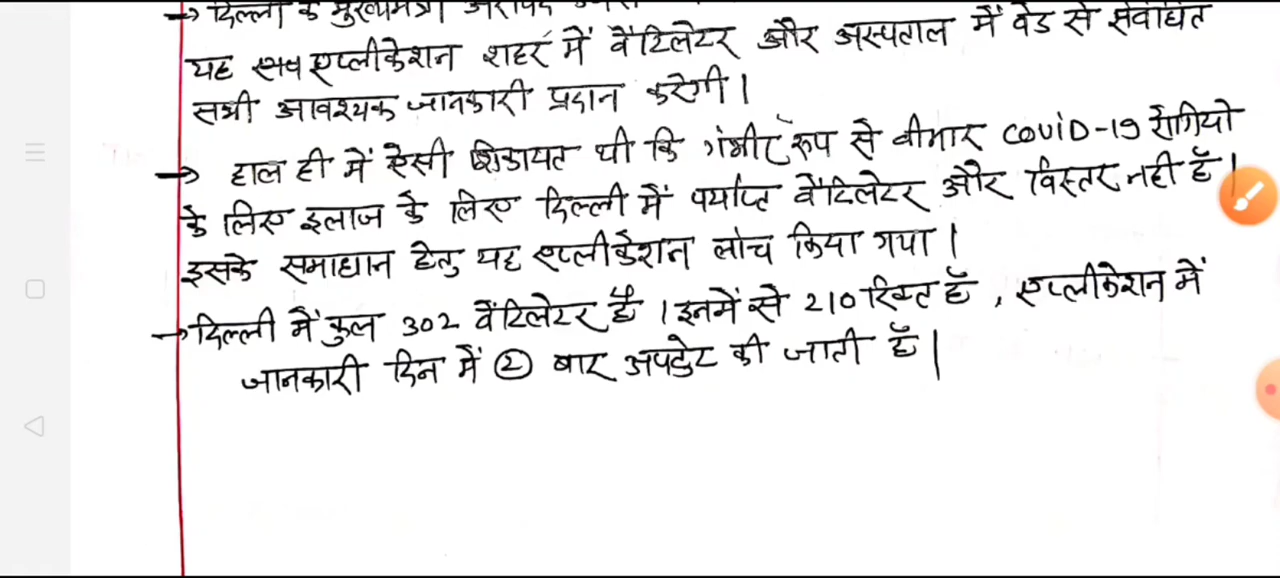 → दिल्ली के मुख्यमंत्री
यह एप्लीकेशन शहर में वेंटिलेटर और अस्पताल में बेड से संबंधित
सभी आवश्यक जानकारी प्रदान करेगी।
→ हाल ही में ऐसी शिकायत थी कि गंभीर रूप से बीमार COVID-19 रोगियो
के लिए इलाज के लिए दिल्ली में पर्याप्त वेंटिलेटर और विस्तर नही हैं।
इसके समाधान हेतु यह एप्लीकेशन लांच किया गया।
→ दिल्ली में कुल 302 वेंटिलेटर हैं। इनमें से 210 रिक्त हैं, एप्लीकेशन में
जानकारी दिन में 2 बार अपडेट की जाती हैं।